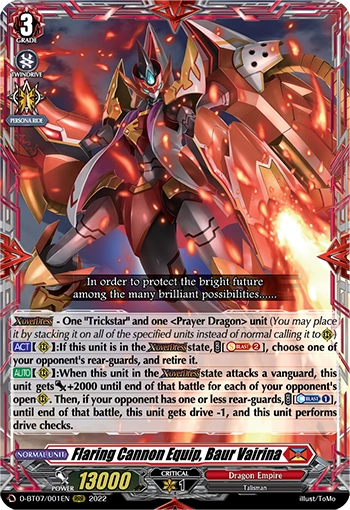 3
GRADE
TWINDRIVE
PERSONA RIDE
In order to protect the bright future
among the many brilliant possibilities......
XoverDress - One "Trickstar" and one <Prayer Dragon> unit (You may place
it by stacking it on all of the specified units instead of normal calling it to Ⓡ)
ACT Ⓡ 1 :If this unit is in the XoverDress state, [C BLAST 2], choose one of
your opponent's rear-guards, and retire it.
AUTO Ⓡ :When this unit in the XoverDress state attacks a vanguard, this
unit gets +2000 until end of that battle for each of your opponent's
open Ⓡ. Then, if your opponent has one or less rear-guards, [C BLAST 1],
until end of that battle, this unit gets drive -1, and this unit performs
drive checks.
NORMAL UNIT Flaring Cannon Equip, Baur Vairina
POWER 13000 CRITICAL 1 Dragon Empire
Talisman
D-BT07/001EN RRR 2022 illust/ToMo